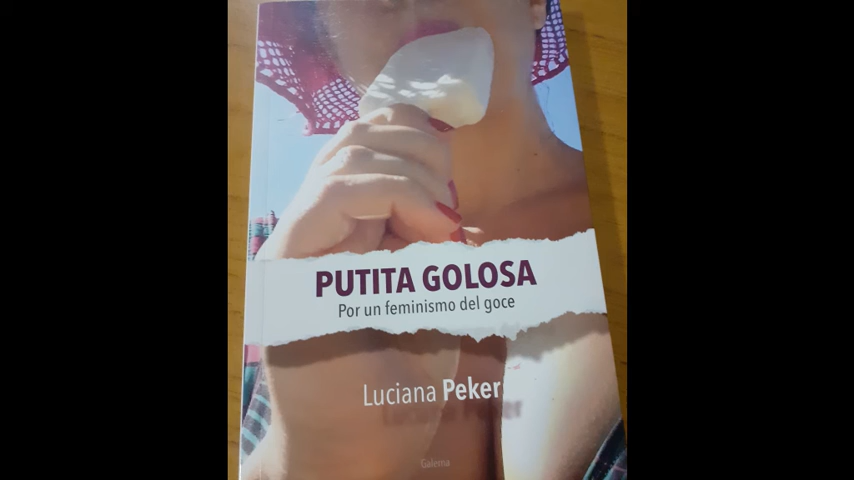 PUTITA GOLOSA
Por un feminismo del goce
Luciana Peker
Galerna